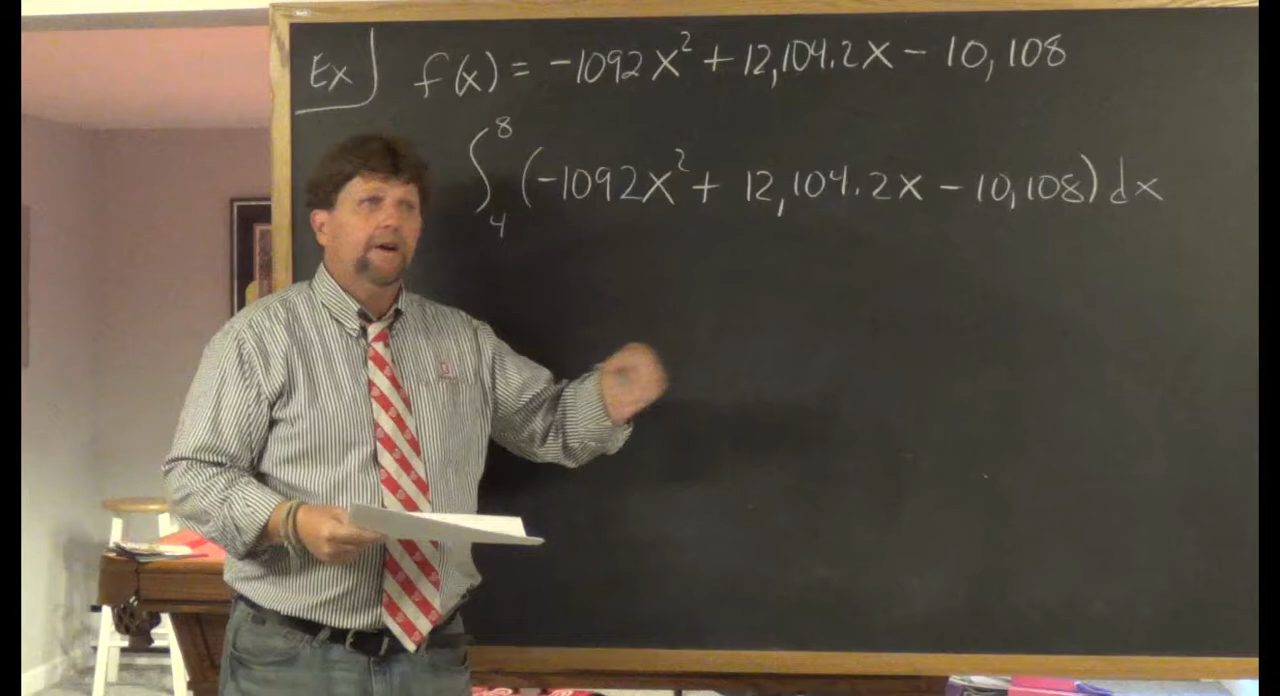 Ex f(x) = -1092x² + 12,104.2x - 10,108
∫₄⁸ (-1092x² + 12,104.2x - 10,108) dx